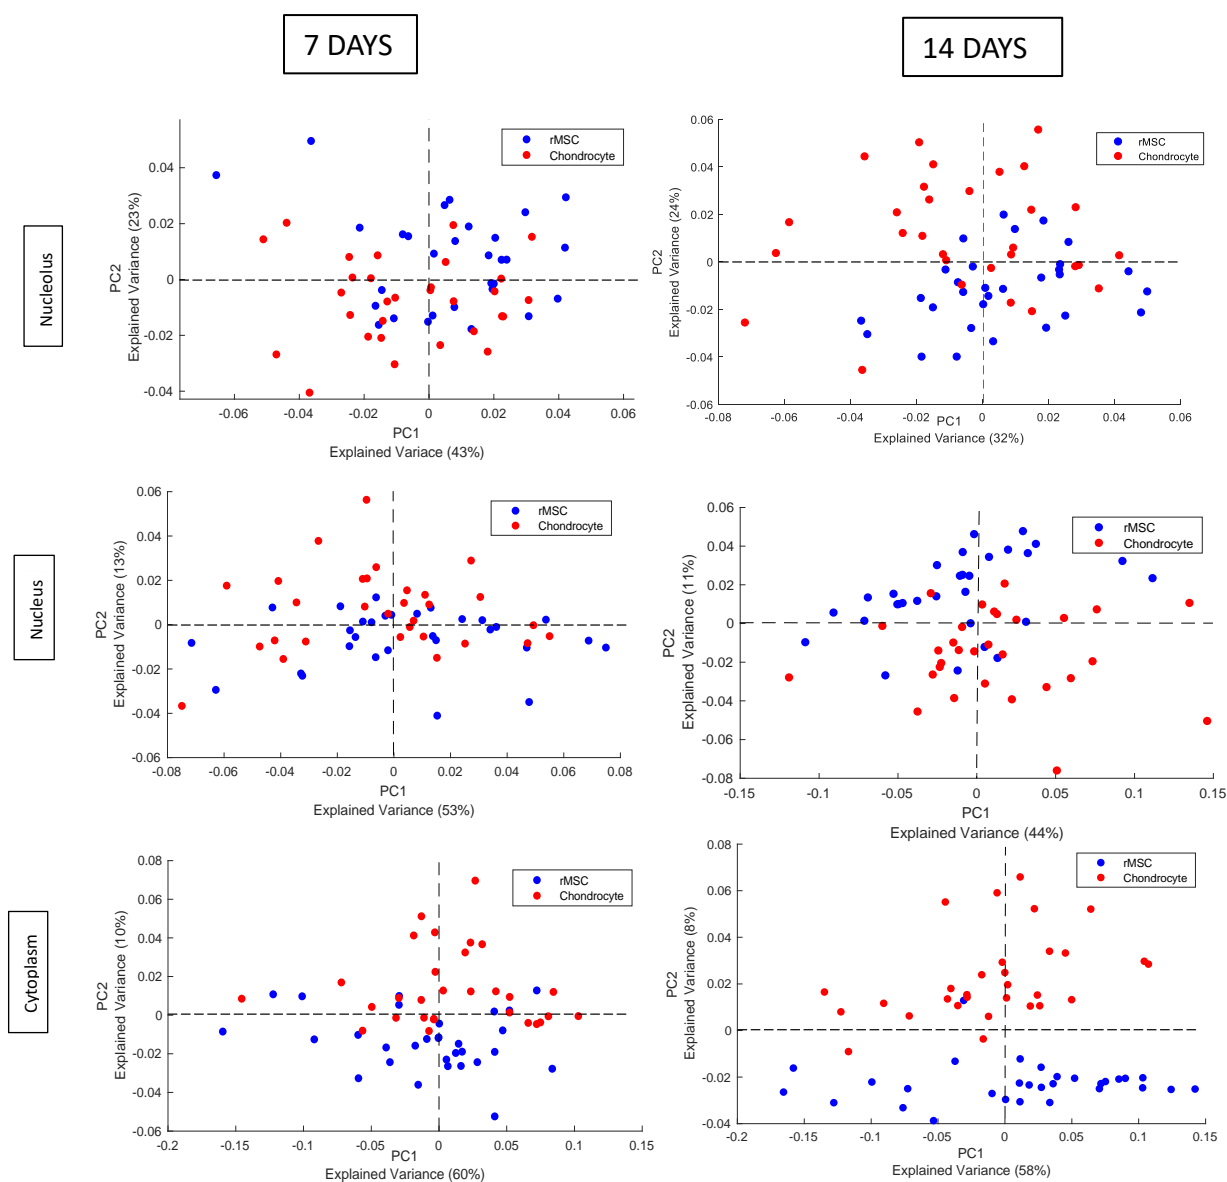 7 DAYS
14 DAYS
Nucleolus
PC2
Explained Variance (23%)
0.04
0.02
0
-0.02
-0.04
-0.06
-0.04
-0.02
0
0.02
0.04
0.06
PC1
Explained Variace (43%)
rMSC
Chondrocyte
PC2
Explained Variance (24%)
0.06
0.04
0.02
0
-0.02
-0.04
-0.06
-0.08
-0.06
-0.04
-0.02
0
0.02
0.04
0.06
PC1
Explained Variance (32%)
rMSC
Chondrocyte
Nucleus
PC2
Explained Variance (13%)
0.06
0.04
0.02
0
-0.02
-0.04
-0.06
-0.08
-0.06
-0.04
-0.02
0
0.02
0.04
0.06
0.08
PC1
Explained Variance (53%)
rMSC
Chondrocyte
PC2
Explained Variance (11%)
0.06
0.04
0.02
0
-0.02
-0.04
-0.06
-0.08
-0.15
-0.1
-0.05
0
0.05
0.1
0.15
PC1
Explained Variance (44%)
rMSC
Chondrocyte
Cytoplasm
PC2
Explained Variance (10%)
0.08
0.06
0.04
0.02
0
-0.02
-0.04
-0.06
-0.2
-0.15
-0.1
-0.05
0
0.05
0.1
0.15
PC1
Explained Variance (60%)
rMSC
Chondrocyte
PC2
Explained Variance (8%)
0.08
0.06
0.04
0.02
0
-0.02
-0.04
-0.2
-0.15
-0.1
-0.05
0
0.05
0.1
0.15
PC1
Explained Variance (58%)
rMSC
Chondrocyte